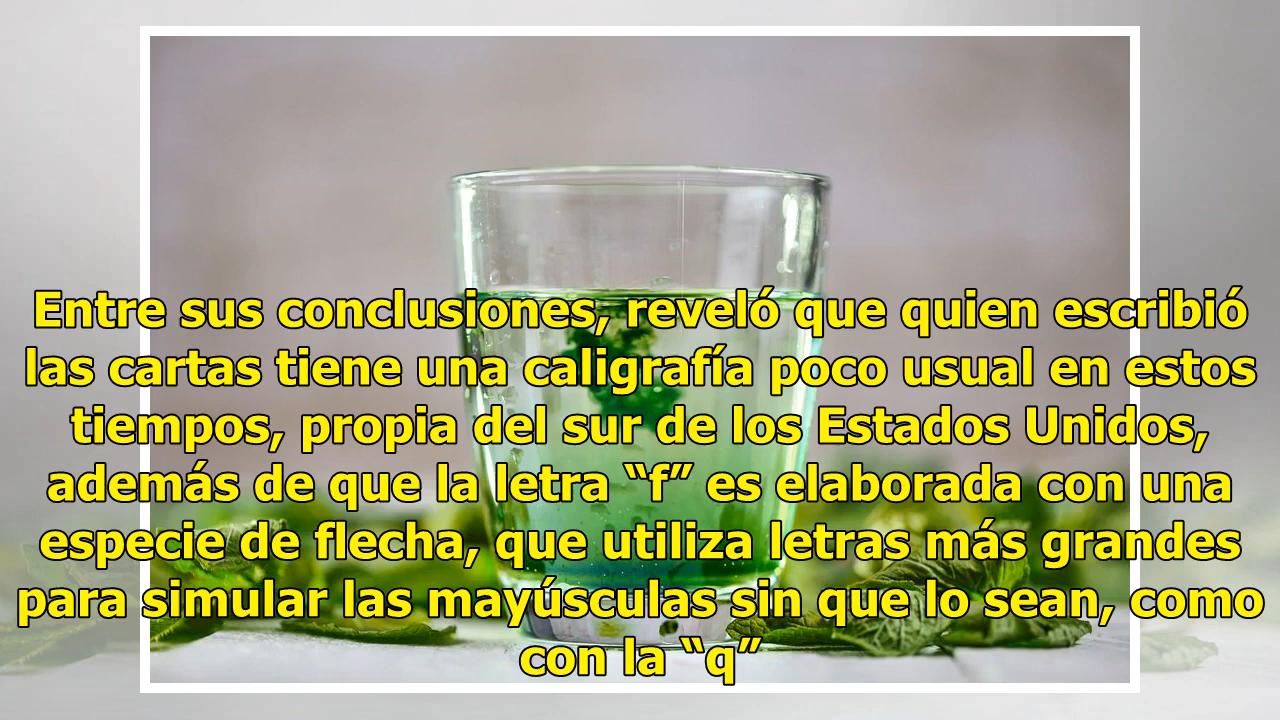 Entre sus conclusiones, reveló que quien escribió
las cartas tiene una caligrafía poco usual en estos
tiempos, propia del sur de los Estados Unidos,
además de que la letra “f” es elaborada con una
especie de flecha, que utiliza letras más grandes
para simular las mayúsculas sin que lo sean, como
con la “q”